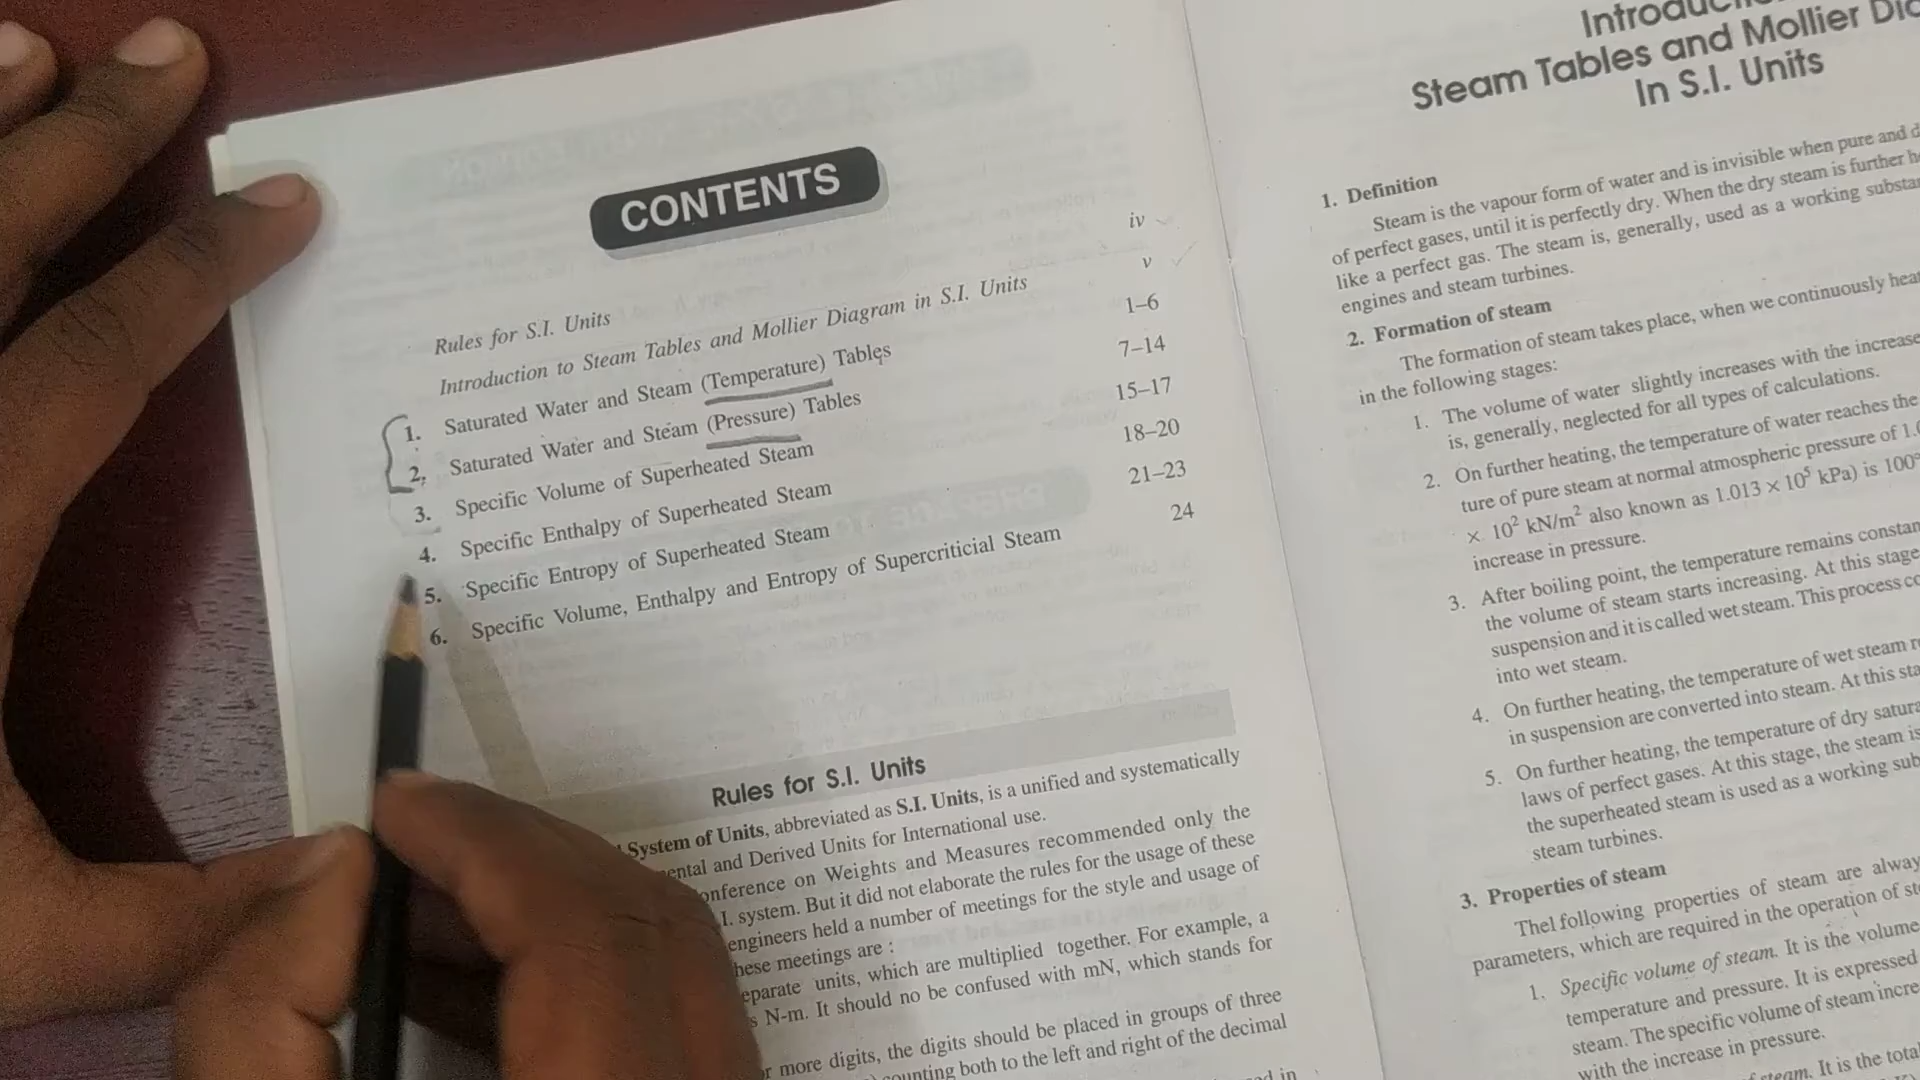 CONTENTS
Rules for S.I. Units iv
Introduction to Steam Tables and Mollier Diagram in S.I. Units v
1. Saturated Water and Steam (Temperature) Tables 1–6
2. Saturated Water and Steam (Pressure) Tables 7–14
3. Specific Volume of Superheated Steam 15–17
4. Specific Enthalpy of Superheated Steam 18–20
5. Specific Entropy of Superheated Steam 21–23
6. Specific Volume, Enthalpy and Entropy of Supercriticial Steam 24
Rules for S.I. Units
System of Units, abbreviated as S.I. Units, is a unified and systematically
and Derived Units for International use.
on Weights and Measures recommended only the
I. system. But it did not elaborate the rules for the usage of these
engineers held a number of meetings for the style and usage of
meetings are :
units, which are multiplied together. For example, a
N-m. It should no be confused with mN, which stands for
more digits, the digits should be placed in groups of three
both to the left and right of the decimal
in
Steam Tables and Mollier
In S.I. Units
1. Definition
Steam is the vapour form of water and is invisible when pure and
of perfect gases, until it is perfectly dry. When the dry steam is further
like a perfect gas. The steam is, generally, used as a working
engines and steam turbines.
2. Formation of steam
The formation of steam takes place, when we continuously
in the following stages:
1. The volume of water slightly increases with the increase
is, generally, neglected for all types of calculations.
2. On further heating, the temperature of water reaches the
ture of pure steam at normal atmospheric pressure of
× 10² kN/m² also known as 1.013 × 10⁵ kPa) is 100°
increase in pressure.
3. After boiling point, the temperature remains
the volume of steam starts increasing. At this stage
suspension and it is called wet steam. This process
into wet steam.
4. On further heating, the temperature of wet steam
in suspension are converted into steam. At this
5. On further heating, the temperature of dry
laws of perfect gases. At this stage, the steam is
the superheated steam is used as a working
steam turbines.
3. Properties of steam
Thel following properties of steam are
parameters, which are required in the operation of
1. Specific volume of steam. It is the volume
temperature and pressure. It is expressed
steam. The specific volume of steam
with the increase in pressure.
steam. It is the